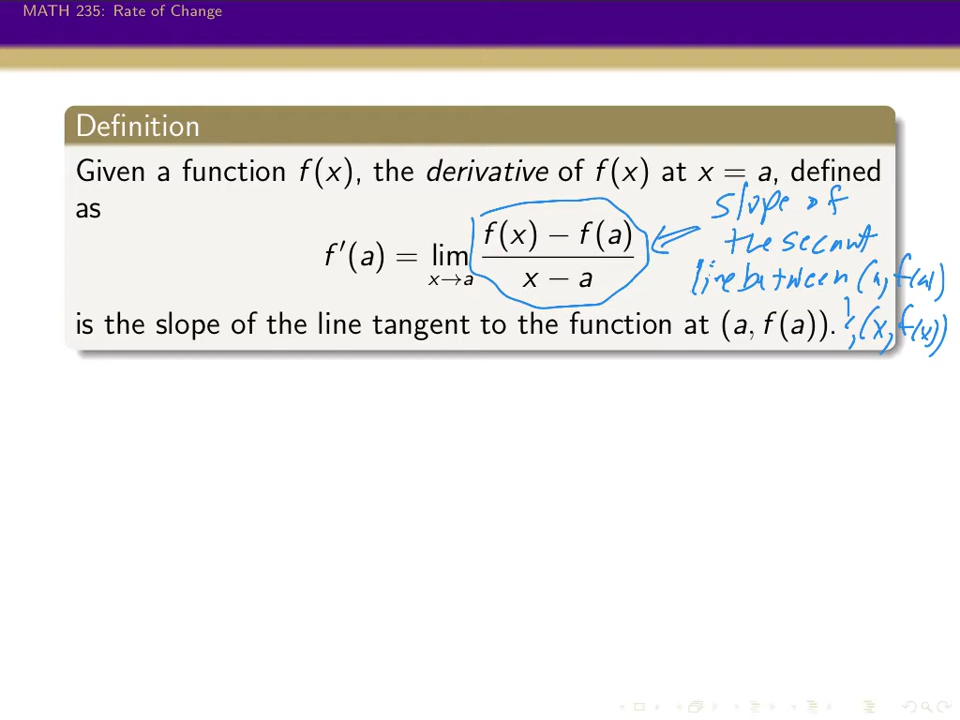 MATH 235: Rate of Change
Definition
Given a function f(x), the derivative of f(x) at x = a, defined
as
f′(a) = lim x→a (f(x) − f(a)) / (x − a)
is the slope of the line tangent to the function at (a, f(a)).
slope of
the secant
line between (a, f(a))
& (x, f(x))